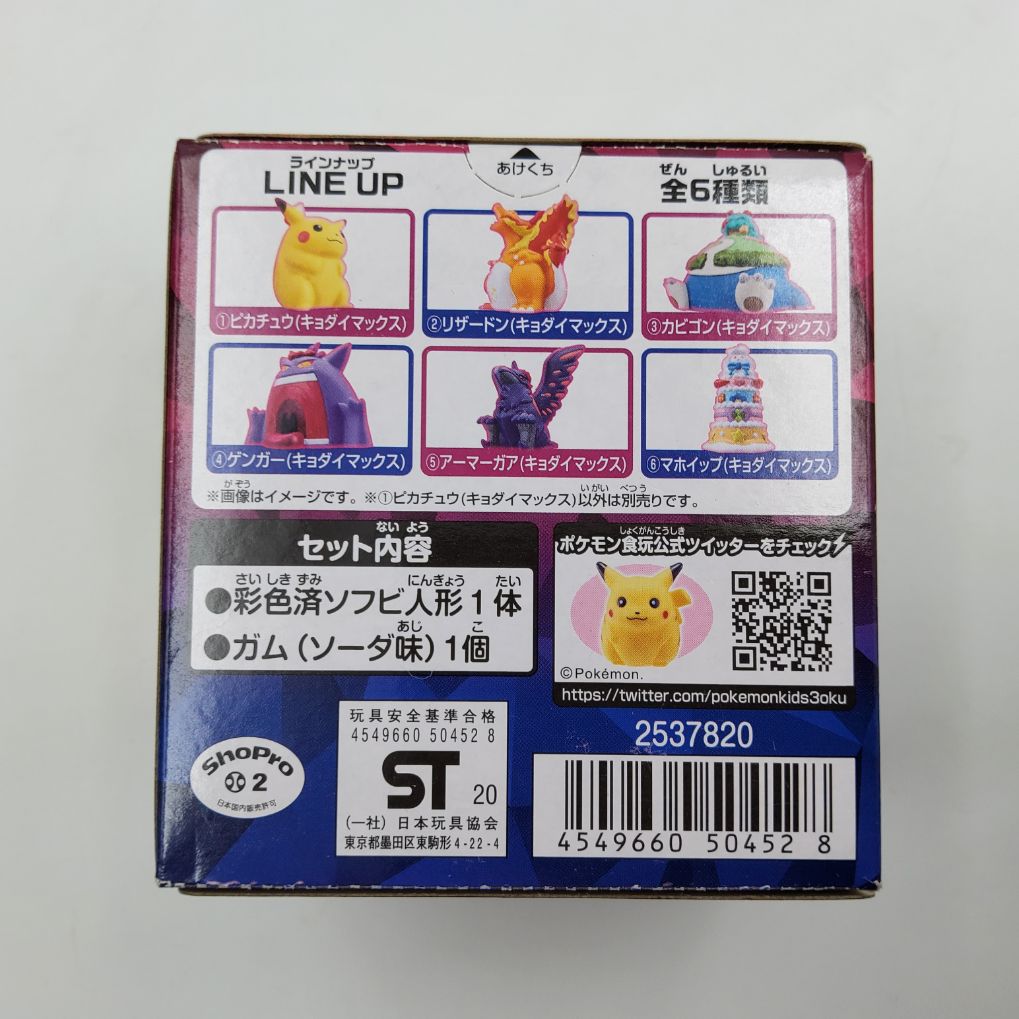 あけくち
ラインナップ
LINE UP
ぜん しゅるい
全6種類
①ピカチュウ(キョダイマックス)
②リザードン(キョダイマックス)
③カビゴン(キョダイマックス)
④ゲンガー(キョダイマックス)
⑤アーマーガア(キョダイマックス)
⑥マホイップ(キョダイマックス)
がぞう いがい べつう
※画像はイメージです。※①ピカチュウ(キョダイマックス)以外は別売りです。
ない よう
セット内容
さい しき ずみ にんぎょう たい
●彩色済ソフビ人形1体
あじ こ
●ガム(ソーダ味)1個
しょくがんこうしき
ポケモン食玩公式ツイッターをチェック
©Pokémon.
https://twitter.com/pokemonkids3oku
ShoPro
2
日本国内販売許可
玩具安全基準合格
4549660 50452 8
ST 20
(一社)日本玩具協会
東京都墨田区東駒形4-22-4
2537820
4549660 50452 8